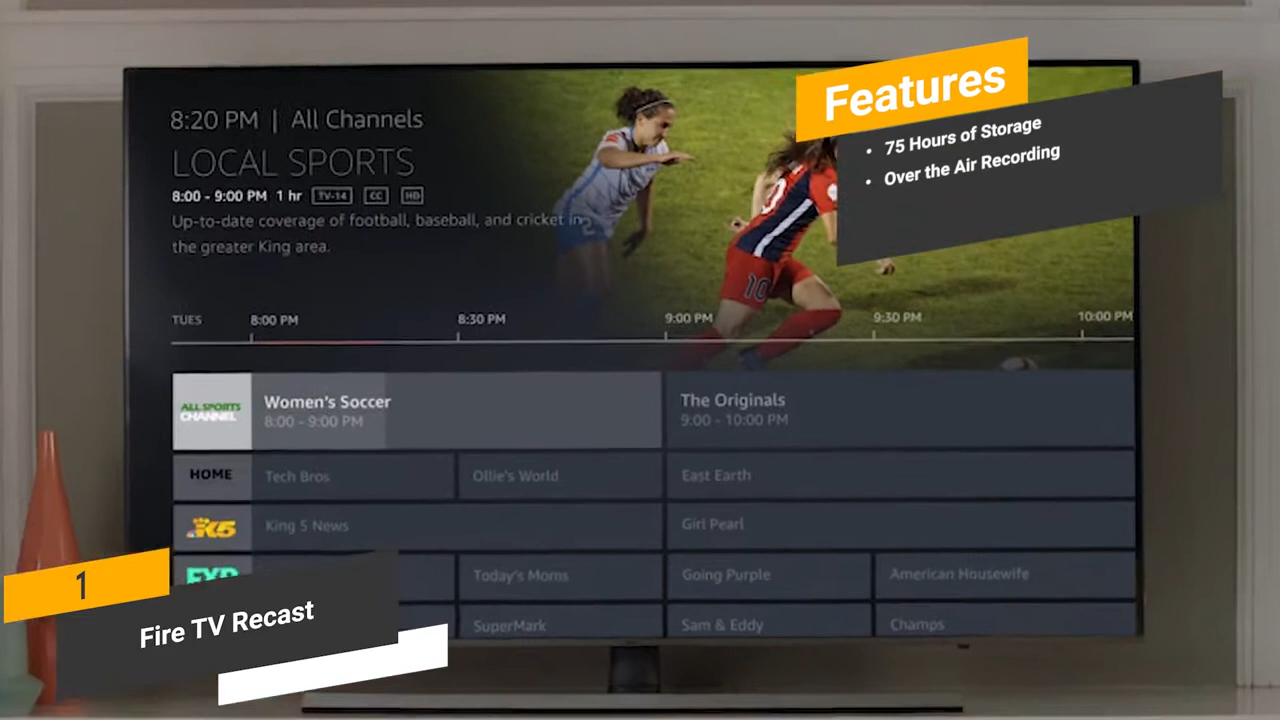 Features
• 75 Hours of Storage
• Over the Air Recording
8:20 PM | All Channels
LOCAL SPORTS
8:00 - 9:00 PM 1 hr TV-14 CC HD
Up-to-date coverage of football, baseball, and cricket in
the greater King area.
TUES 8:00 PM 8:30 PM 9:00 PM 9:30 PM 10:00 PM
ALL SPORTS
CHANNEL
Women's Soccer
8:00 - 9:00 PM
The Originals
9:00 - 10:00 PM
HOME Tech Bros Ollie's World East Earth
K5 King 5 News Girl Pearl
Today's Moms Going Purple American Housewife
SuperMark Sam & Eddy Champs
10
1
Fire TV Recast